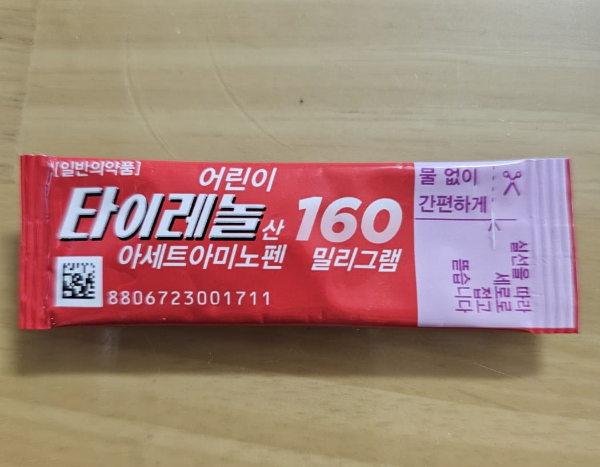 [일반의약품]
어린이
타이레놀산 160
아세트아미노펜 밀리그램
8806723001711
물 없이
간편하게
실선을 따라
세로로
접고
뜯습니다